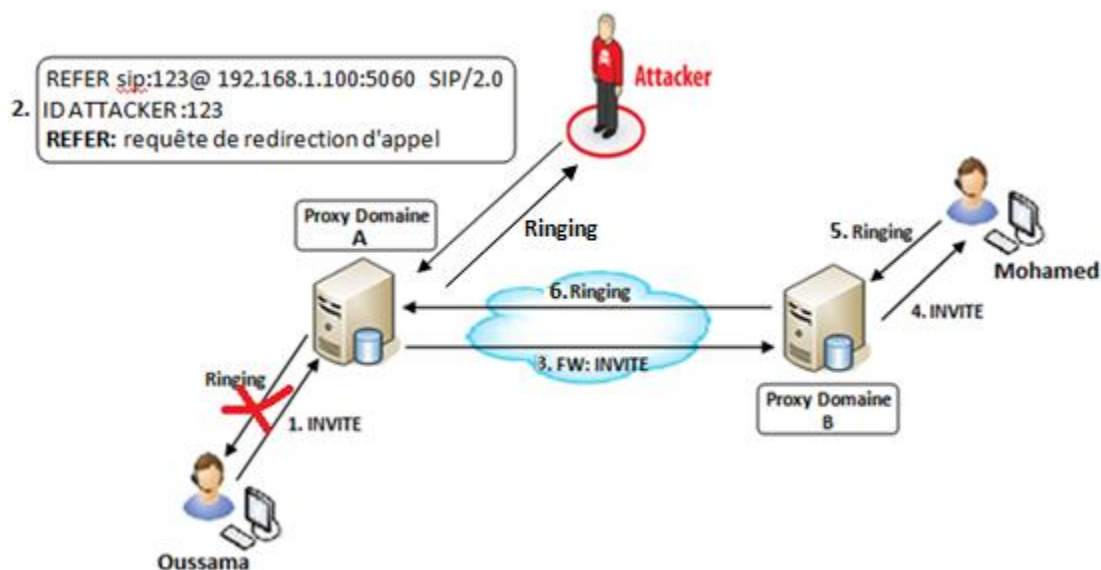 REFER sip:123@ 192.168.1.100:5060 SIP/2.0
2. ID ATTACKER :123
REFER: requête de redirection d'appel
Attacker
Proxy Domaine
A
Ringing
5. Ringing
Mohamed
6. Ringing
4. INVITE
3. FW: INVITE
Ringing
1. INVITE
Proxy Domaine
B
Oussama